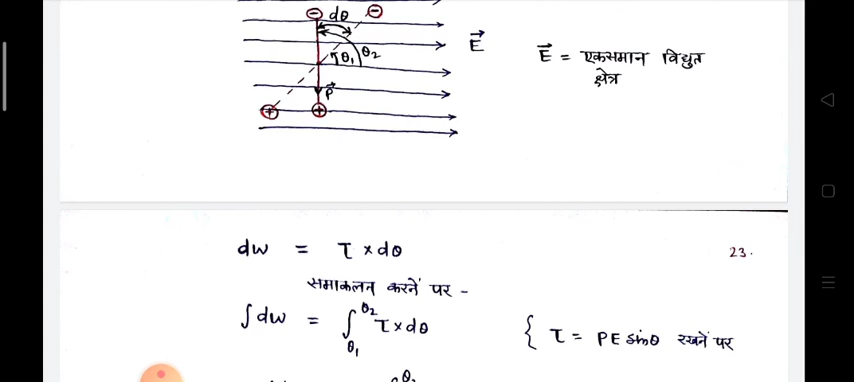 ⊖ dθ ⊖
θ₁ θ₂
P⃗
⊕ ⊕
E⃗
E⃗ = एकसमान विद्युत
क्षेत्र
dw = τ × dθ
23.
समाकलन करनें पर -
∫dw = ∫θ₁^θ₂ τ × dθ { τ = PE sinθ रखनें पर
θ₂